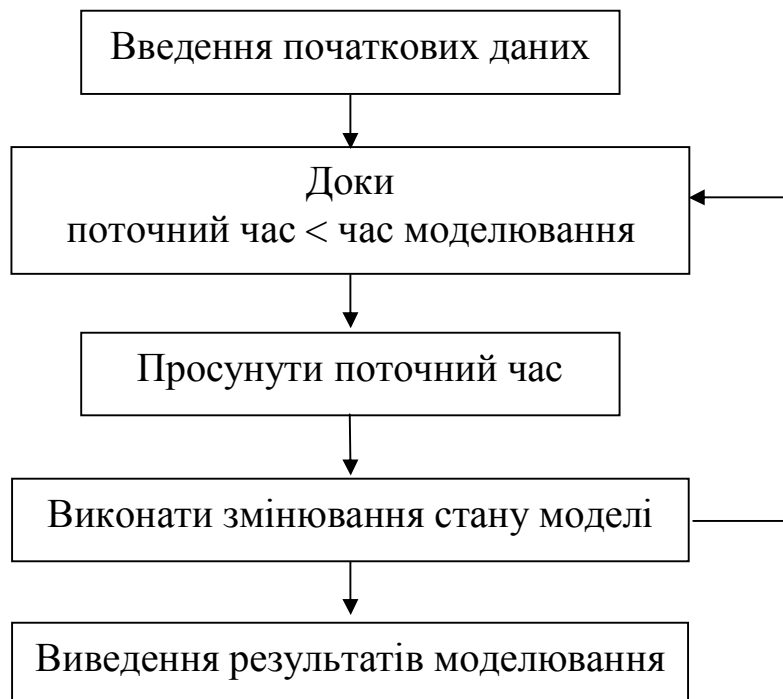 Введення початкових даних
Доки
поточний час < час моделювання
Просунути поточний час
Виконати змінювання стану моделі
Виведення результатів моделювання